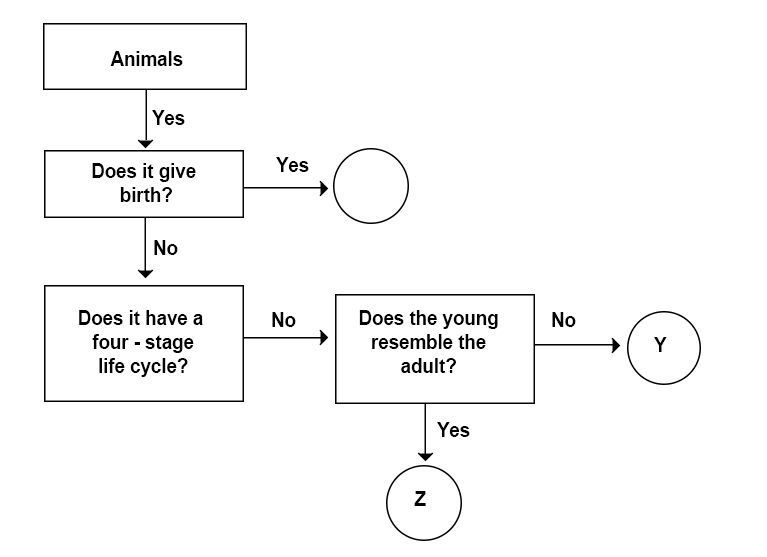 Animals
Yes
Does it give
birth?
Yes
No
Does it have a
four - stage
life cycle?
No
Does the young
resemble the
adult?
No
Y
Yes
Z